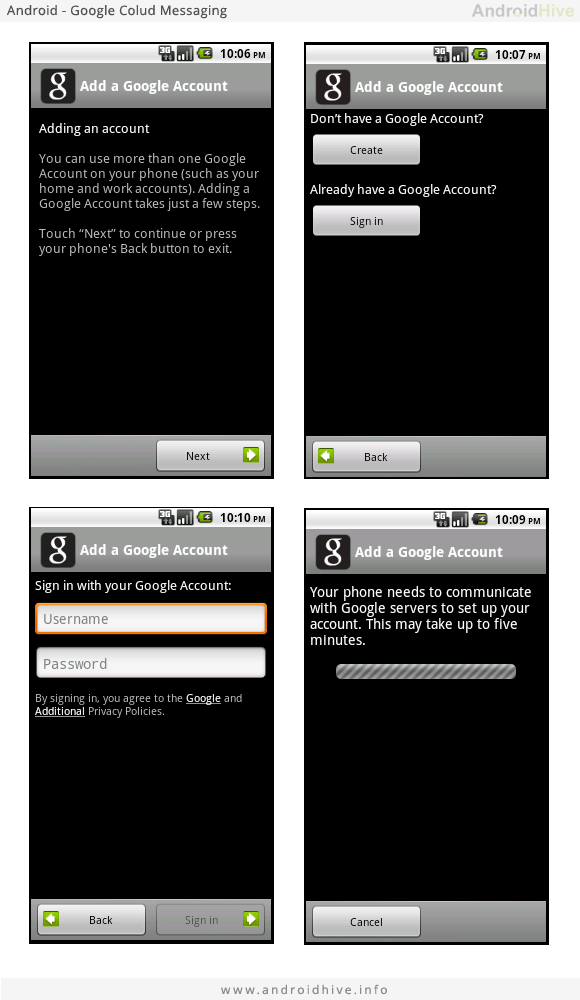 Android - Google Colud Messaging
AndroidHive
3G 10:06 PM
g Add a Google Account
Adding an account
You can use more than one Google
Account on your phone (such as your
home and work accounts). Adding a
Google Account takes just a few steps.
Touch “Next” to continue or press
your phone's Back button to exit.
Next
3G 10:07 PM
g Add a Google Account
Don't have a Google Account?
Create
Already have a Google Account?
Sign in
Back
3G 10:10 PM
g Add a Google Account
Sign in with your Google Account:
Username
Password
By signing in, you agree to the Google and
Additional Privacy Policies.
Back
Sign in
3G 10:09 PM
g Add a Google Account
Your phone needs to communicate
with Google servers to set up your
account. This may take up to five
minutes.
Cancel
www.androidhive.info